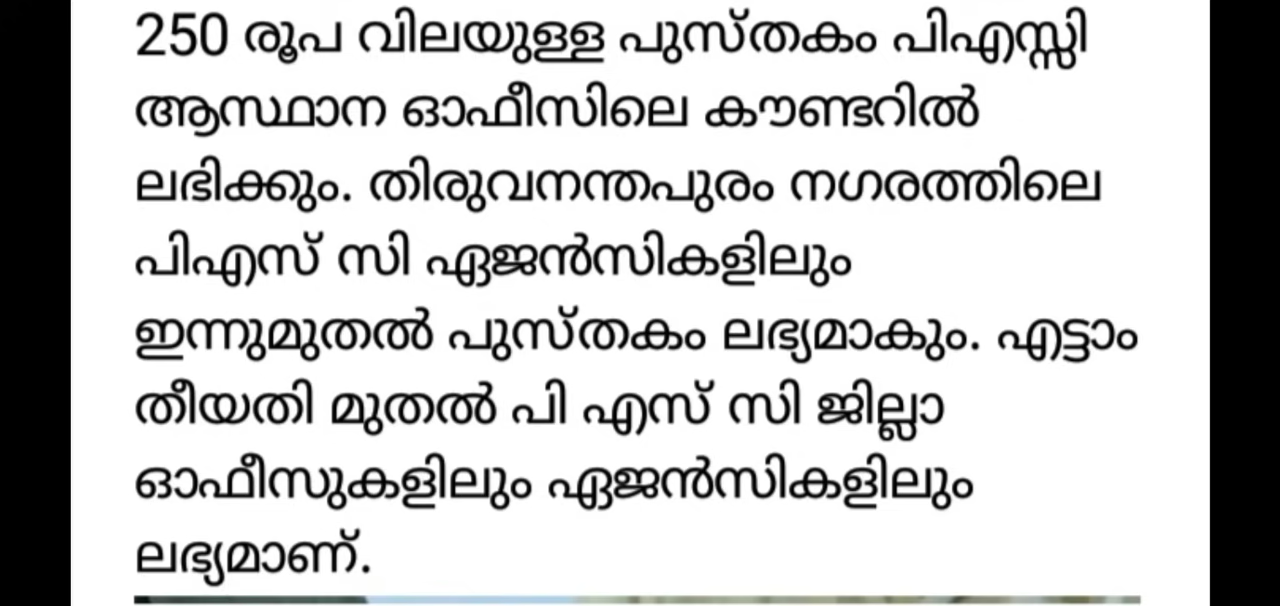 250 രൂപ വിലയുള്ള പുസ്തകം പിഎസ്സി
ആസ്ഥാന ഓഫീസിലെ കൗണ്ടറിൽ
ലഭിക്കും. തിരുവനന്തപുരം നഗരത്തിലെ
പിഎസ് സി ഏജൻസികളിലും
ഇന്നുമുതൽ പുസ്തകം ലഭ്യമാകും. എട്ടാം
തീയതി മുതൽ പി എസ് സി ജില്ലാ
ഓഫീസുകളിലും ഏജൻസികളിലും
ലഭ്യമാണ്.